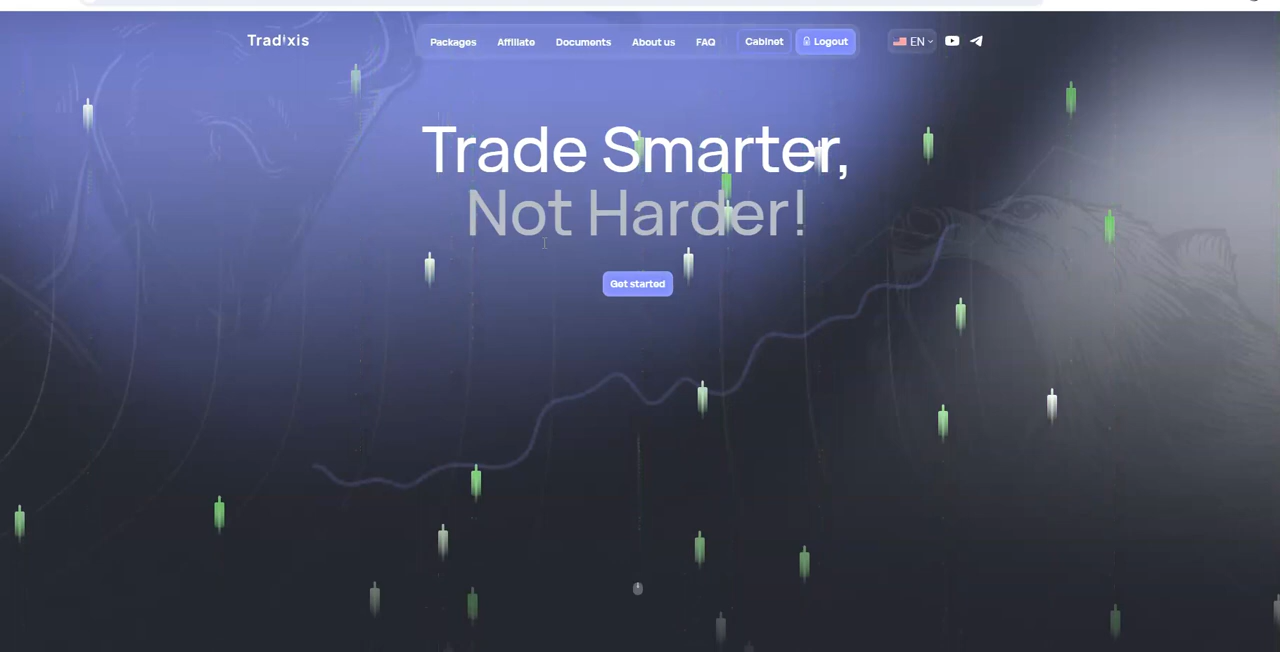 Tradixis
Packages
Affiliate
Documents
About us
FAQ
Cabinet
Logout
EN
Trade Smarter,
Not Harder!
Get started